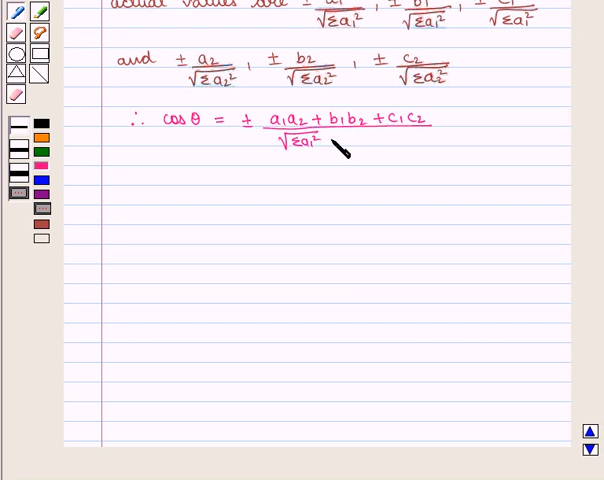 actual values are ± a₁/√Σa₁² , ± b₁/√Σa₁² , ± c₁/√Σa₁²
and ± a₂/√Σa₂² , ± b₂/√Σa₂² , ± c₂/√Σa₂²
∴ cos θ = ± a₁a₂ + b₁b₂ + c₁c₂ / √Σa₁²